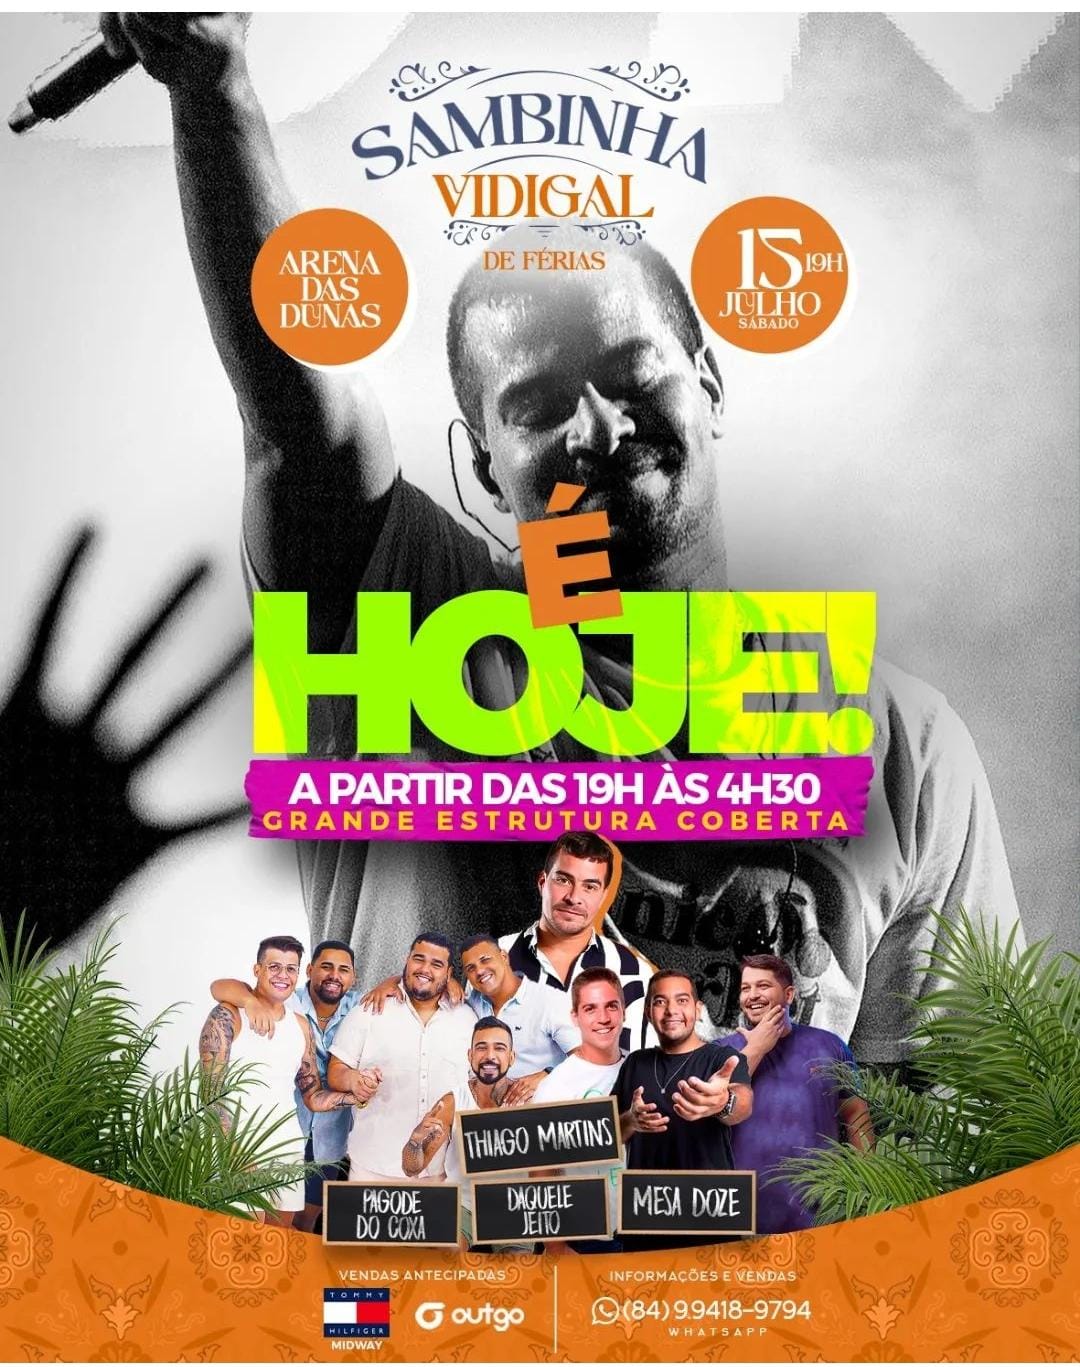 SAMBINHA
VIDIGAL
DE FÉRIAS
ARENA
DAS
DUNAS
15 19H
JULHO
SÁBADO
É
HOJE!
A PARTIR DAS 19H ÀS 4H30
GRANDE ESTRUTURA COBERTA
THIAGO MARTINS
PAGODE
DO COXA
DAQUELE
JEITO
MESA DOZE
VENDAS ANTECIPADAS
TOMMY
HILFIGER
MIDWAY
outgo
INFORMAÇÕES E VENDAS
(84) 9.9418-9794
WHATSAPP